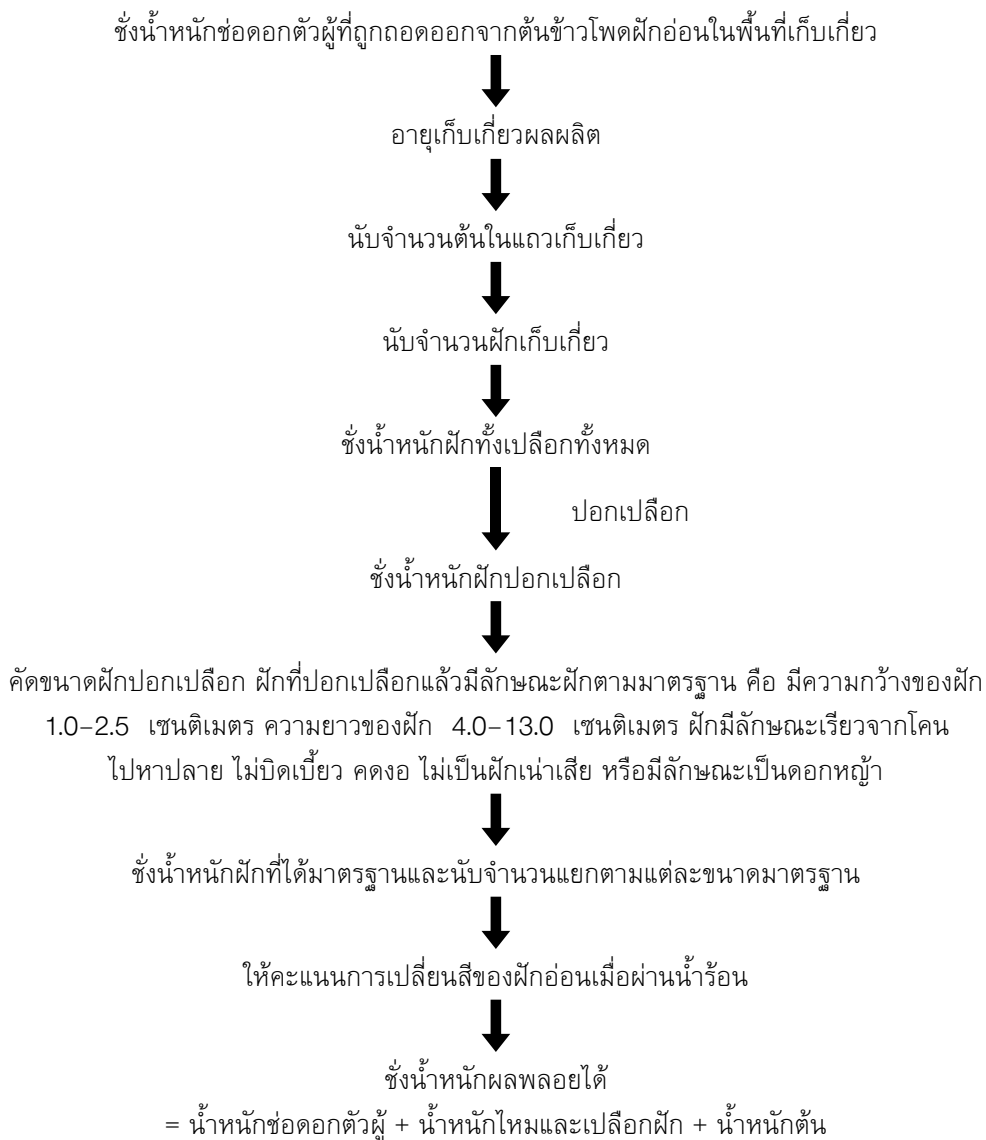 ชั่งน้ำหนักช่อดอกตัวผู้ที่ถูกถอดออกจากต้นข้าวโพดฝักอ่อนในพื้นที่เก็บเกี่ยว
อายุเก็บเกี่ยวผลผลิต
นับจำนวนต้นในแถวเก็บเกี่ยว
นับจำนวนฝักเก็บเกี่ยว
ชั่งน้ำหนักฝักทั้งเปลือกทั้งหมด
ปอกเปลือก
ชั่งน้ำหนักฝักปอกเปลือก
คัดขนาดฝักปอกเปลือก ฝักที่ปอกเปลือกแล้วมีลักษณะฝักตามมาตรฐาน คือ มีความกว้างของฝัก
1.0–2.5 เซนติเมตร ความยาวของฝัก 4.0–13.0 เซนติเมตร ฝักมีลักษณะเรียวจากโคน
ไปหาปลาย ไม่บิดเบี้ยว คดงอ ไม่เป็นฝักเน่าเสีย หรือมีลักษณะเป็นดอกหญ้า
ชั่งน้ำหนักฝักที่ได้มาตรฐานและนับจำนวนแยกตามแต่ละขนาดมาตรฐาน
ให้คะแนนการเปลี่ยนสีของฝักอ่อนเมื่อผ่านน้ำร้อน
ชั่งน้ำหนักผลพลอยได้
= น้ำหนักช่อดอกตัวผู้ + น้ำหนักไหมและเปลือกฝัก + น้ำหนักต้น